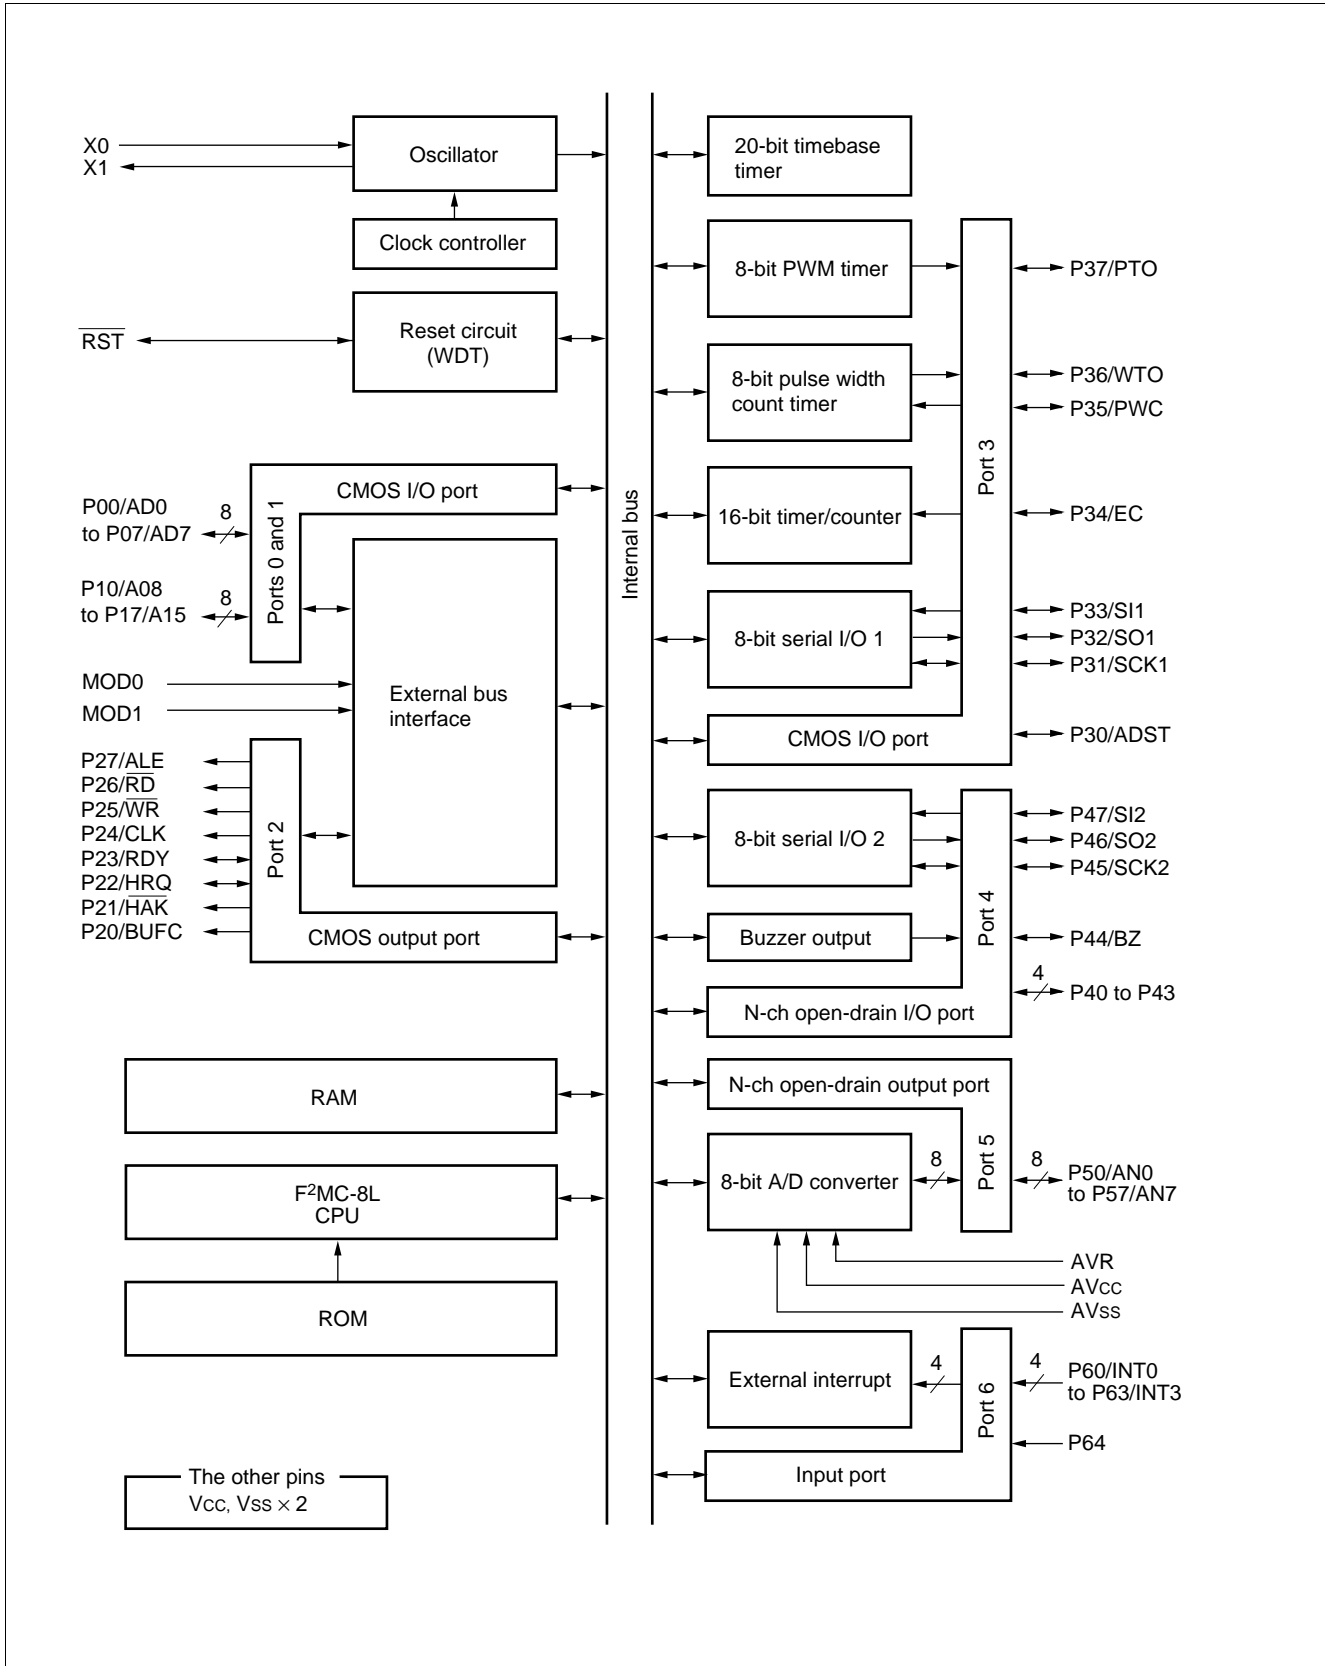 X0
X1
Oscillator
Clock controller
RST
Reset circuit
(WDT)
CMOS I/O port
P00/AD0
to P07/AD7
8
P10/A08
to P17/A15
8
Ports 0 and 1
MOD0
MOD1
External bus
interface
P27/ALE
P26/RD
P25/WR
P24/CLK
P23/RDY
P22/HRQ
P21/HAK
P20/BUFC
Port 2
CMOS output port
RAM
F²MC-8L
CPU
ROM
The other pins
VCC, VSS × 2
Internal bus
20-bit timebase
timer
8-bit PWM timer
8-bit pulse width
count timer
16-bit timer/counter
8-bit serial I/O 1
CMOS I/O port
Port 3
P37/PTO
P36/WTO
P35/PWC
P34/EC
P33/SI1
P32/SO1
P31/SCK1
P30/ADST
8-bit serial I/O 2
Buzzer output
N-ch open-drain I/O port
Port 4
P47/SI2
P46/SO2
P45/SCK2
P44/BZ
4
P40 to P43
N-ch open-drain output port
8-bit A/D converter
8
Port 5
8
P50/AN0
to P57/AN7
AVR
AVCC
AVSS
External interrupt
4
Port 6
4
P60/INT0
to P63/INT3
P64
Input port